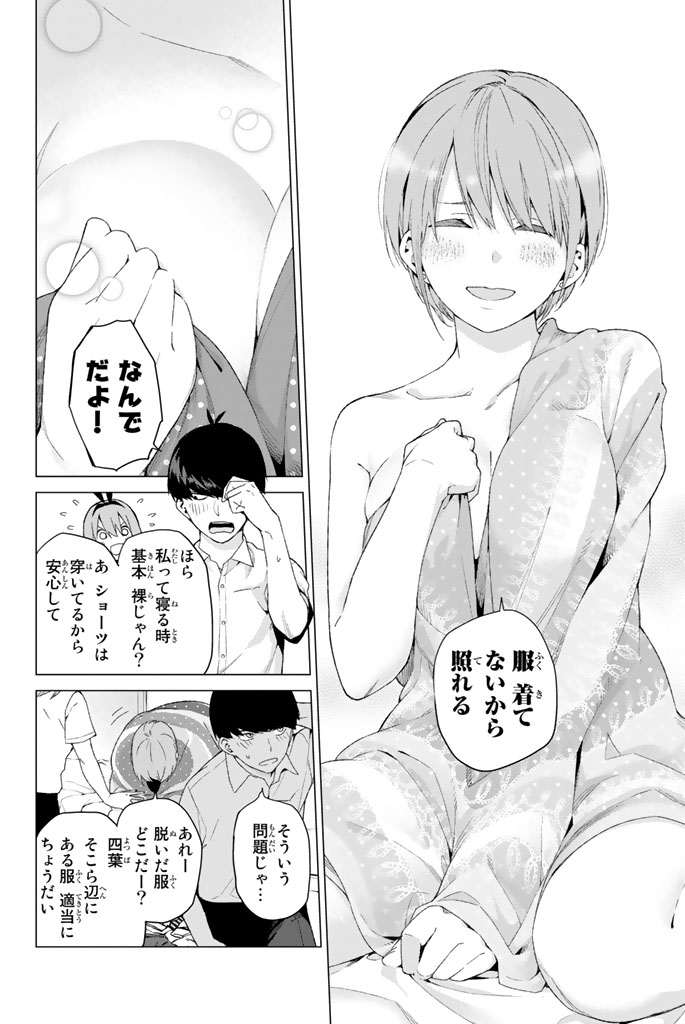 服着て
ないから
照れる
なんで
だよ！
ほら
私って寝る時
基本 裸じゃん？
あ ショーツは
穿いてるから
安心して
そういう
問題じゃ…
あれー
脱いだ服
どこだー？
四葉
そこら辺に
ある服 適当に
ちょうだい